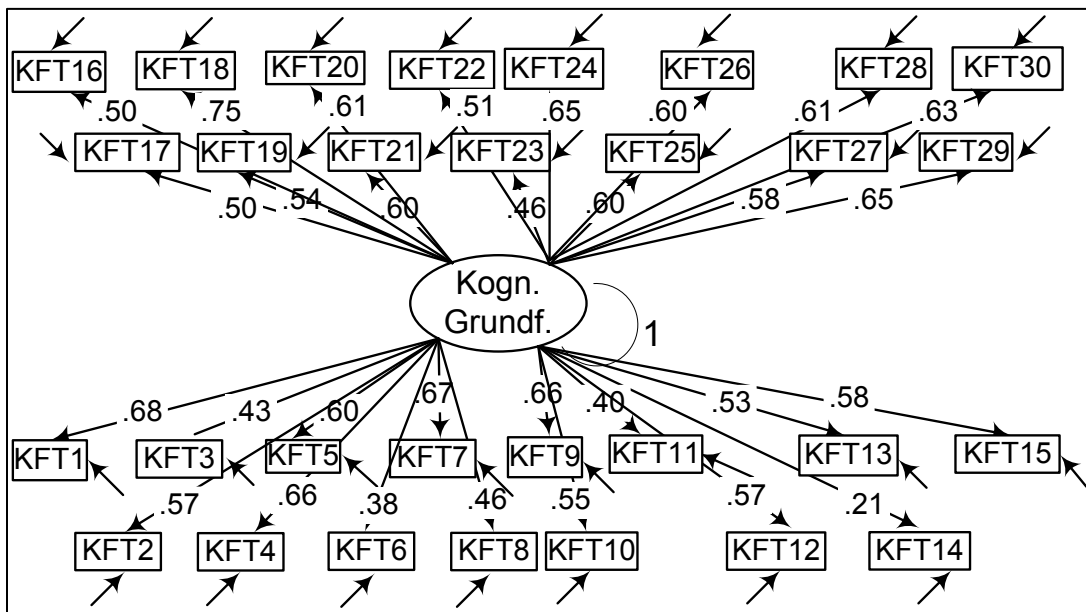 KFT16 KFT18 KFT20 KFT22 KFT24 KFT26 KFT28 KFT30
.50 .75 .61 .51 .65 .60 .61 .63
KFT17 KFT19 KFT21 KFT23 KFT25 KFT27 KFT29
.50 .54 .60 .46 .60 .58 .65
Kogn.
Grundf.
1
.68 .43 .60 .67 .66 .40 .53 .58
KFT1 KFT3 KFT5 KFT7 KFT9 KFT11 KFT13 KFT15
.57 .66 .38 .46 .55 .57 .21
KFT2 KFT4 KFT6 KFT8 KFT10 KFT12 KFT14